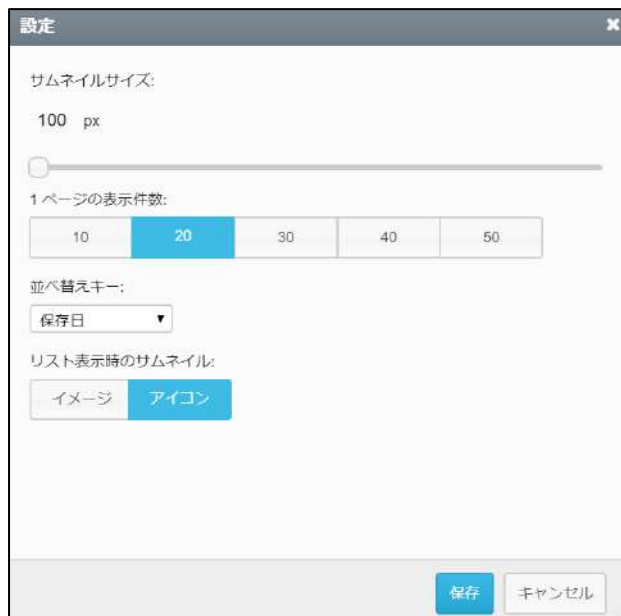 設定
サムネイルサイズ:
100 px
1 ページの表示件数:
10 20 30 40 50
並べ替えキー:
保存日
リスト表示時のサムネイル:
イメージ アイコン
保存 キャンセル